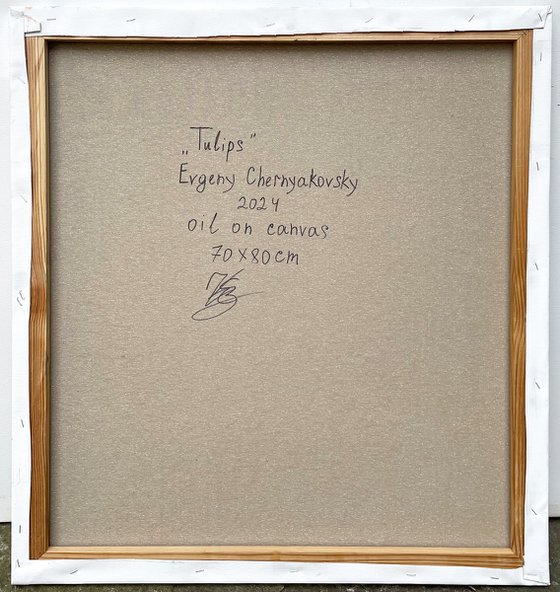 „Tulips“
Evgeny Chernyakovsky
2024
oil on canvas
70x80cm